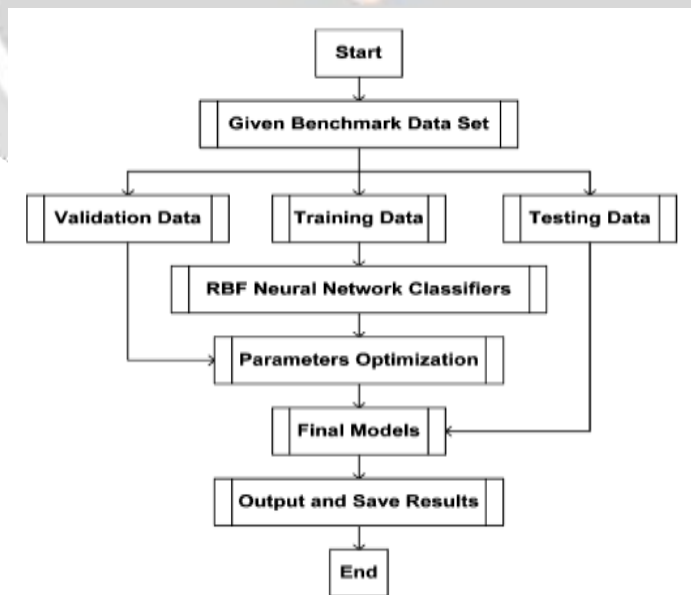 Start
Given Benchmark Data Set
Validation Data
Training Data
Testing Data
RBF Neural Network Classifiers
Parameters Optimization
Final Models
Output and Save Results
End